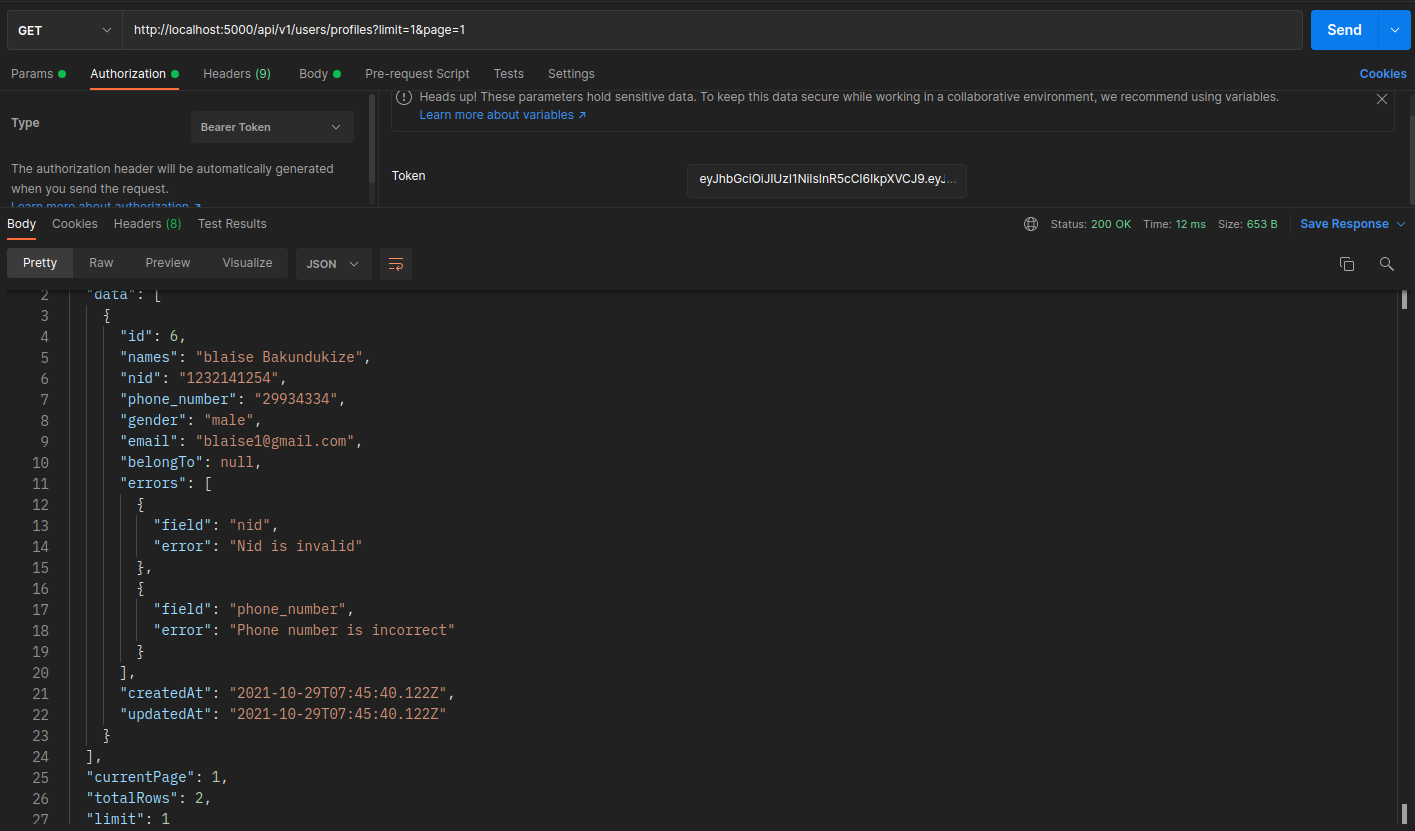 GET http://localhost:5000/api/v1/users/profiles?limit=1&page=1 Send
Params Authorization Headers (9) Body Pre-request Script Tests Settings Cookies
Heads up! These parameters hold sensitive data. To keep this data secure while working in a collaborative environment, we recommend using variables.
Learn more about variables ↗
Type Bearer Token
The authorization header will be automatically generated
when you send the request.
Learn more about authorization ↗
Token eyJhbGciOiJIUzI1NiIsInR5cCI6IkpXVCJ9.eyJ...
Body Cookies Headers (8) Test Results Status: 200 OK Time: 12 ms Size: 653 B Save Response
Pretty Raw Preview Visualize JSON
2 "data": [
3 {
4 "id": 6,
5 "names": "blaise Bakundukize",
6 "nid": "1232141254",
7 "phone_number": "29934334",
8 "gender": "male",
9 "email": "blaise1@gmail.com",
10 "belongTo": null,
11 "errors": [
12 {
13 "field": "nid",
14 "error": "Nid is invalid"
15 },
16 {
17 "field": "phone_number",
18 "error": "Phone number is incorrect"
19 }
20 ],
21 "createdAt": "2021-10-29T07:45:40.122Z",
22 "updatedAt": "2021-10-29T07:45:40.122Z"
23 }
24 ],
25 "currentPage": 1,
26 "totalRows": 2,
27 "limit": 1